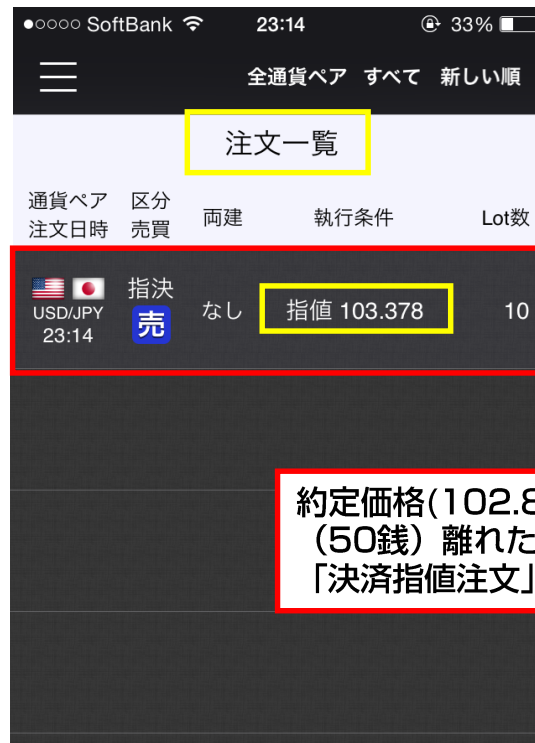 ●○○○○ SoftBank 23:14 33%
全通貨ペア すべて 新しい順
注文一覧
通貨ペア 区分 両建 執行条件 Lot数
注文日時 売買
USD/JPY 指決 なし 指値 103.378 10
23:14 売
約定価格(102.8
(50銭)離れた
「決済指値注文」